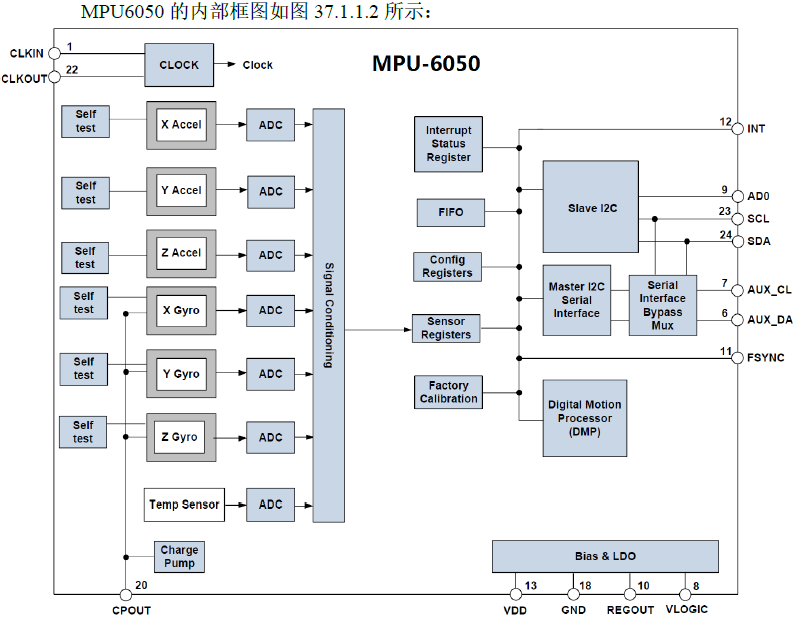 MPU6050 的内部框图如图 37.1.1.2 所示：
MPU-6050
CLKIN
1
CLKOUT
22
CLOCK
Clock
Self
test
X Accel
ADC
Self
test
Y Accel
ADC
Self
test
Z Accel
ADC
Self
test
X Gyro
ADC
Self
test
Y Gyro
ADC
Self
test
Z Gyro
ADC
Temp Sensor
ADC
Charge
Pump
20
CPOUT
Signal Conditioning
Interrupt
Status
Register
FIFO
Config
Registers
Sensor
Registers
Factory
Calibration
Slave I2C
Master I2C
Serial
Interface
Serial
Interface
Bypass
Mux
Digital Motion
Processor
(DMP)
12
INT
9
AD0
23
SCL
24
SDA
7
AUX_CL
6
AUX_DA
11
FSYNC
Bias & LDO
13
18
10
8
VDD
GND
REGOUT
VLOGIC